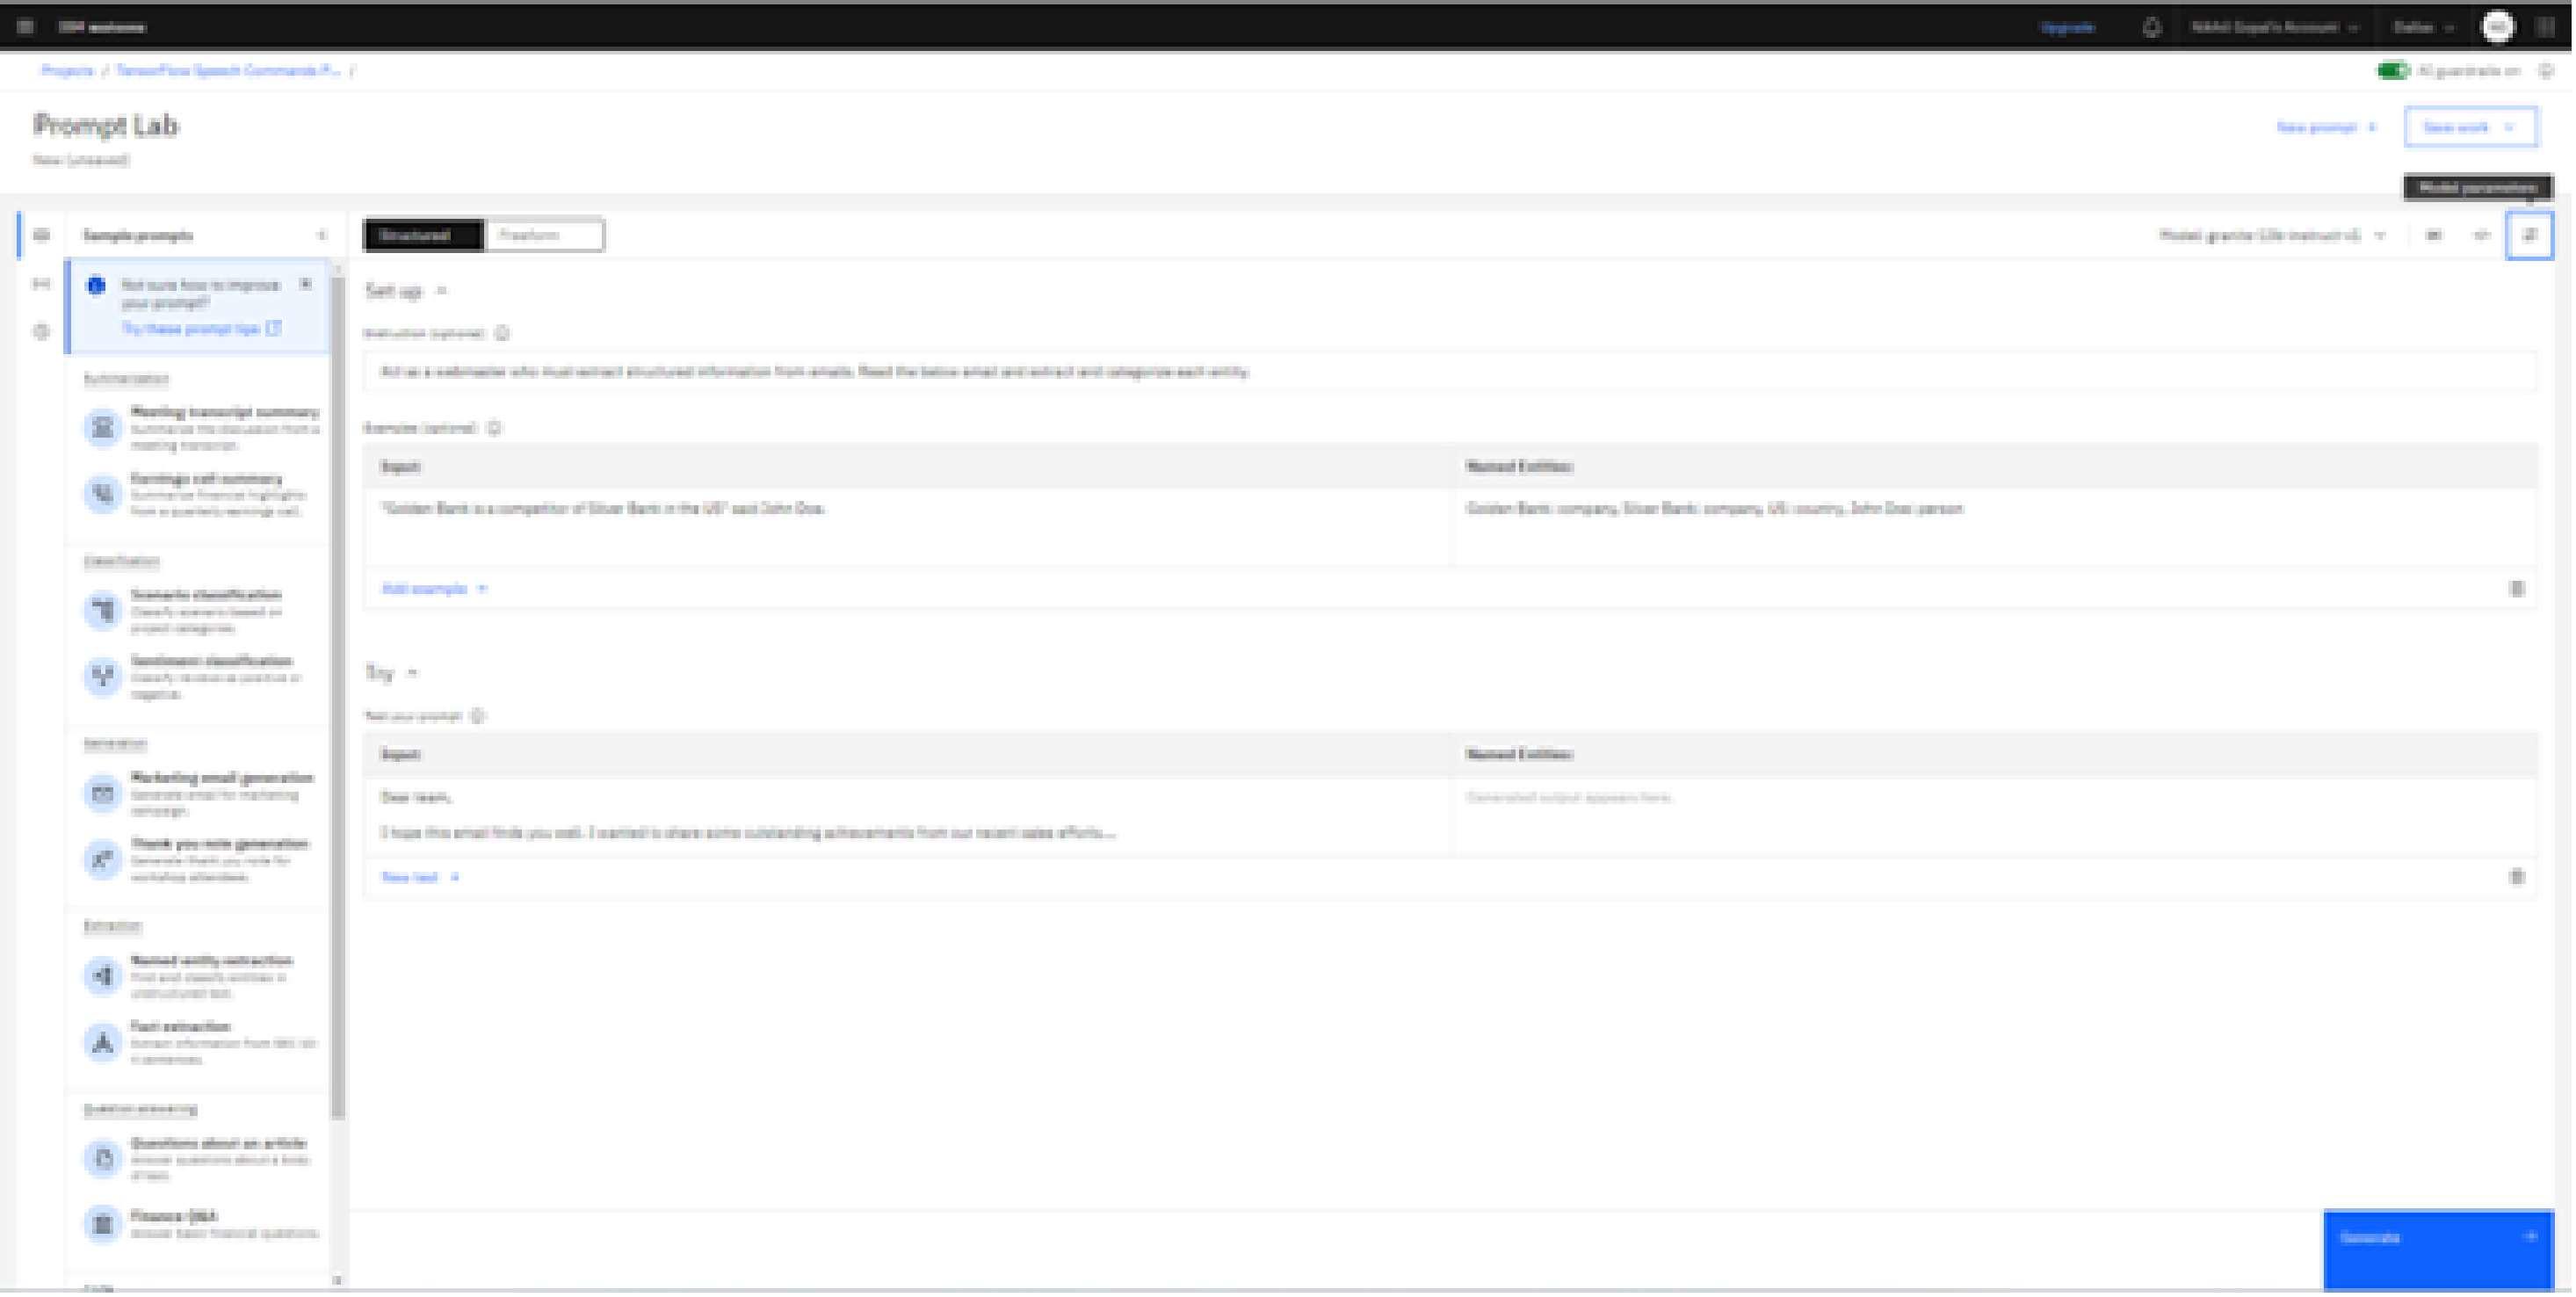 IBM watsonx
Upgrade
Dallas
Projects / TensorFlow Speech Commands P... /
AI guardrails on
Prompt Lab
New (unsaved)
New prompt +
Save work
Model parameters
Sample prompts
Structured
Freeform
Model: granite-13b-instruct-v2
Not sure how to improve
your prompt?
Try these prompt tips
Set up
Instruction (optional)
Act as a webmaster who must extract structured information from emails. Read the below email and extract and categorize each entity.
Examples (optional)
Input:
Named Entities:
"Golden Bank is a competitor of Silver Bank in the US" said John Doe.
Golden Bank: company, Silver Bank: company, US: country, John Doe: person
Add example +
Try
Test your prompt
Input:
Named Entities:
Dear team,
I hope this email finds you well. I wanted to share some outstanding achievements from our recent sales efforts....
Generated output appears here.
New test +
Summarization
Meeting transcript summary
Summarize the discussion from a
meeting transcript.
Earnings call summary
Summarize financial highlights
from a quarterly earnings call.
Classification
Scenario classification
Classify scenario based on
project categories.
Sentiment classification
Classify reviews as positive or
negative.
Generation
Marketing email generation
Generate email for marketing
campaign.
Thank you note generation
Generate thank you note for
workshop attendees.
Extraction
Named entity extraction
Find and classify entities in
unstructured text.
Fact extraction
Extract information from SEC 10-
K sentences.
Question answering
Questions about an article
Answer questions about a body
of text.
Finance Q&A
Answer basic financial questions.
Generate